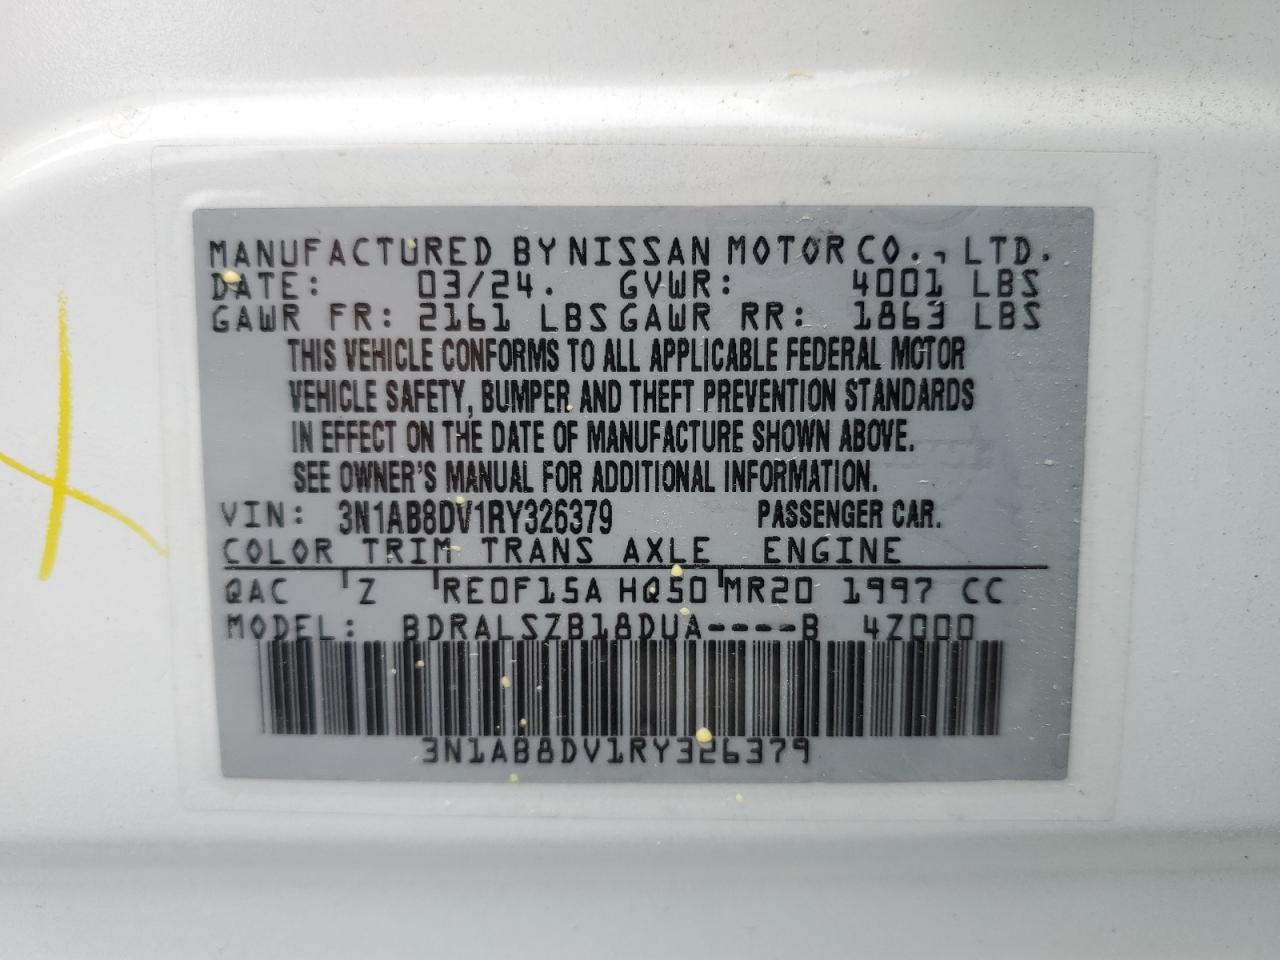 MANUFACTURED BY NISSAN MOTOR CO., LTD.
DATE: 03/24. GVWR: 4001 LBS
GAWR FR: 2161 LBS GAWR RR: 1863 LBS
THIS VEHICLE CONFORMS TO ALL APPLICABLE FEDERAL MOTOR
VEHICLE SAFETY, BUMPER AND THEFT PREVENTION STANDARDS
IN EFFECT ON THE DATE OF MANUFACTURE SHOWN ABOVE.
SEE OWNER'S MANUAL FOR ADDITIONAL INFORMATION.
VIN: 3N1AB8DV1RY326379 PASSENGER CAR.
COLOR TRIM TRANS AXLE ENGINE
QAC Z RE0F15A HQ50 MR20 1997 CC
MODEL: BDRALSZB18DUA----B 4Z000
3N1AB8DV1RY326379